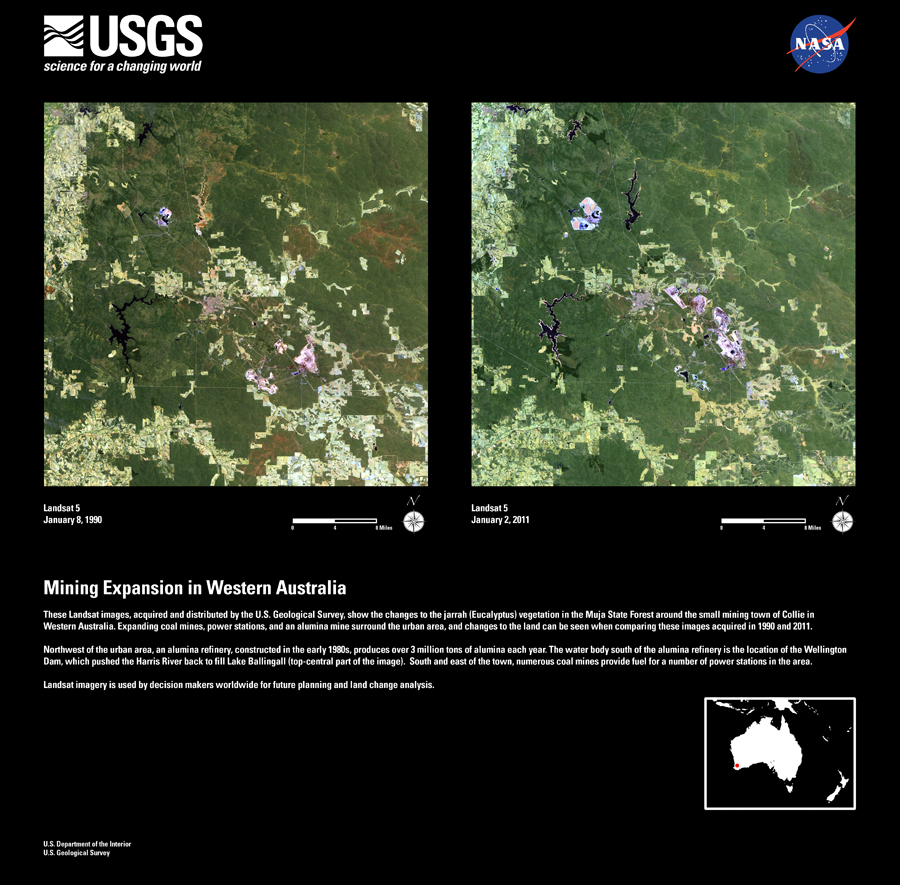 USGS
science for a changing world
NASA
Landsat 5
January 8, 1990
0 4 8 Miles
N
Landsat 5
January 2, 2011
0 4 8 Miles
N
Mining Expansion in Western Australia
These Landsat images, acquired and distributed by the U.S. Geological Survey, show the changes to the jarrah (Eucalyptus) vegetation in the Muja State Forest around the small mining town of Collie in
Western Australia. Expanding coal mines, power stations, and an alumina mine surround the urban area, and changes to the land can be seen when comparing these images acquired in 1990 and 2011.
Northwest of the urban area, an alumina refinery, constructed in the early 1980s, produces over 3 million tons of alumina each year. The water body south of the alumina refinery is the location of the Wellington
Dam, which pushed the Harris River back to fill Lake Ballingall (top-central part of the image). South and east of the town, numerous coal mines provide fuel for a number of power stations in the area.
Landsat imagery is used by decision makers worldwide for future planning and land change analysis.
U.S. Department of the Interior
U.S. Geological Survey